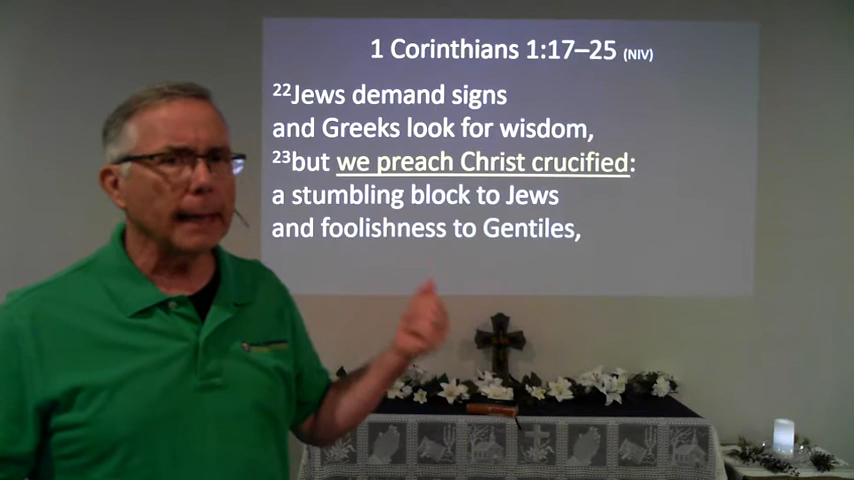 1 Corinthians 1:17–25 (NIV)
22Jews demand signs
and Greeks look for wisdom,
23but we preach Christ crucified:
a stumbling block to Jews
and foolishness to Gentiles,